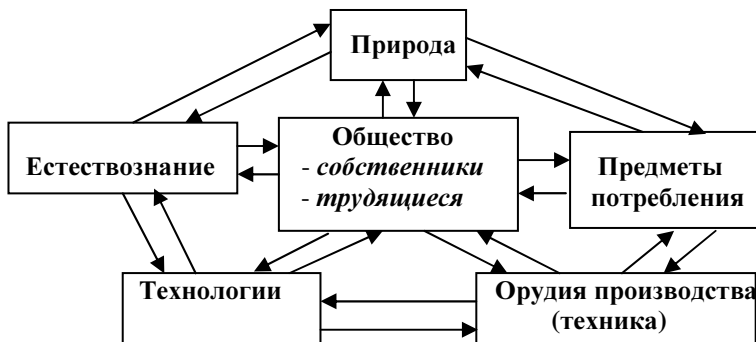 Природа
Естествознание
Общество
- собственники
- трудящиеся
Предметы
потребления
Технологии
Орудия производства
(техника)